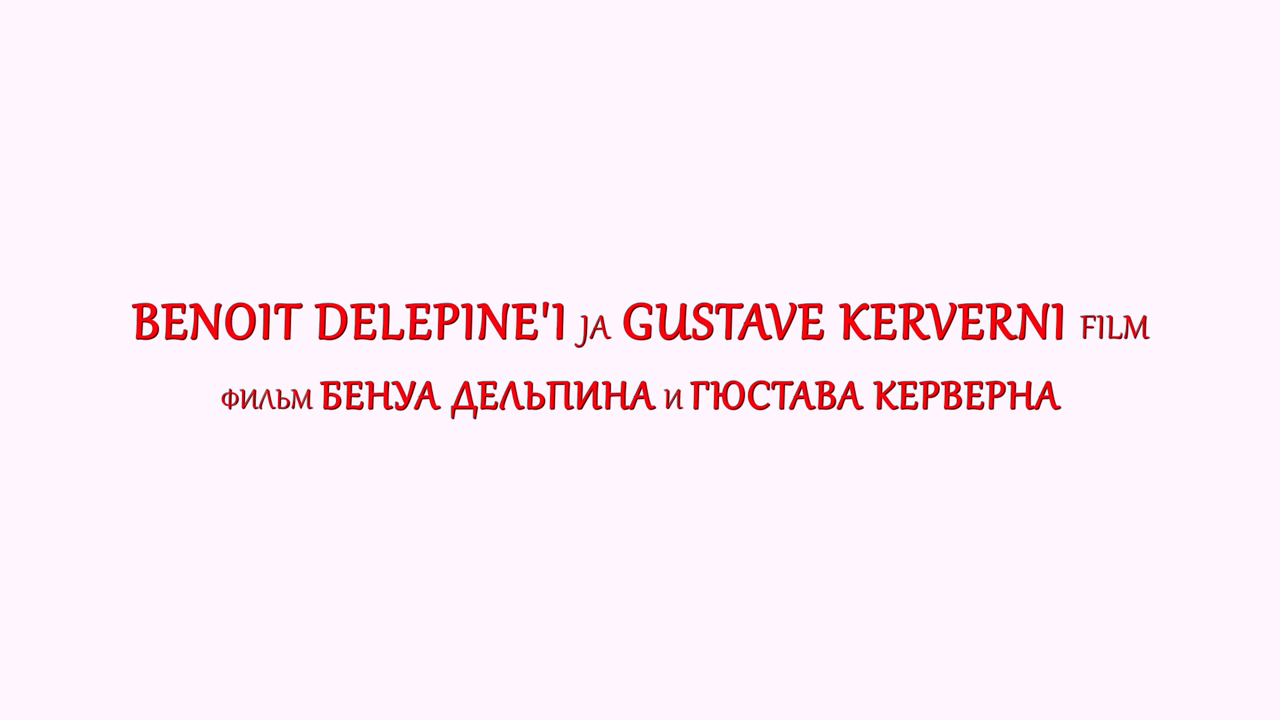 BENOIT DELEPINE'I JA GUSTAVE KERVERNI FILM
ФИЛЬМ БЕНУА ДЕЛЬПИНА И ГЮСТАВА КЕРВЕРНА